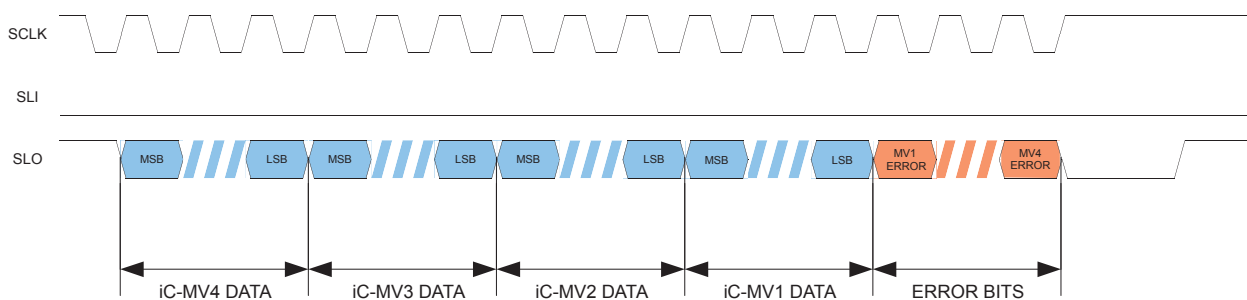 SCLK
SLI
SLO
MSB
LSB
MSB
LSB
MSB
LSB
MSB
LSB
MV1
ERROR
MV4
ERROR
iC-MV4 DATA
iC-MV3 DATA
iC-MV2 DATA
iC-MV1 DATA
ERROR BITS